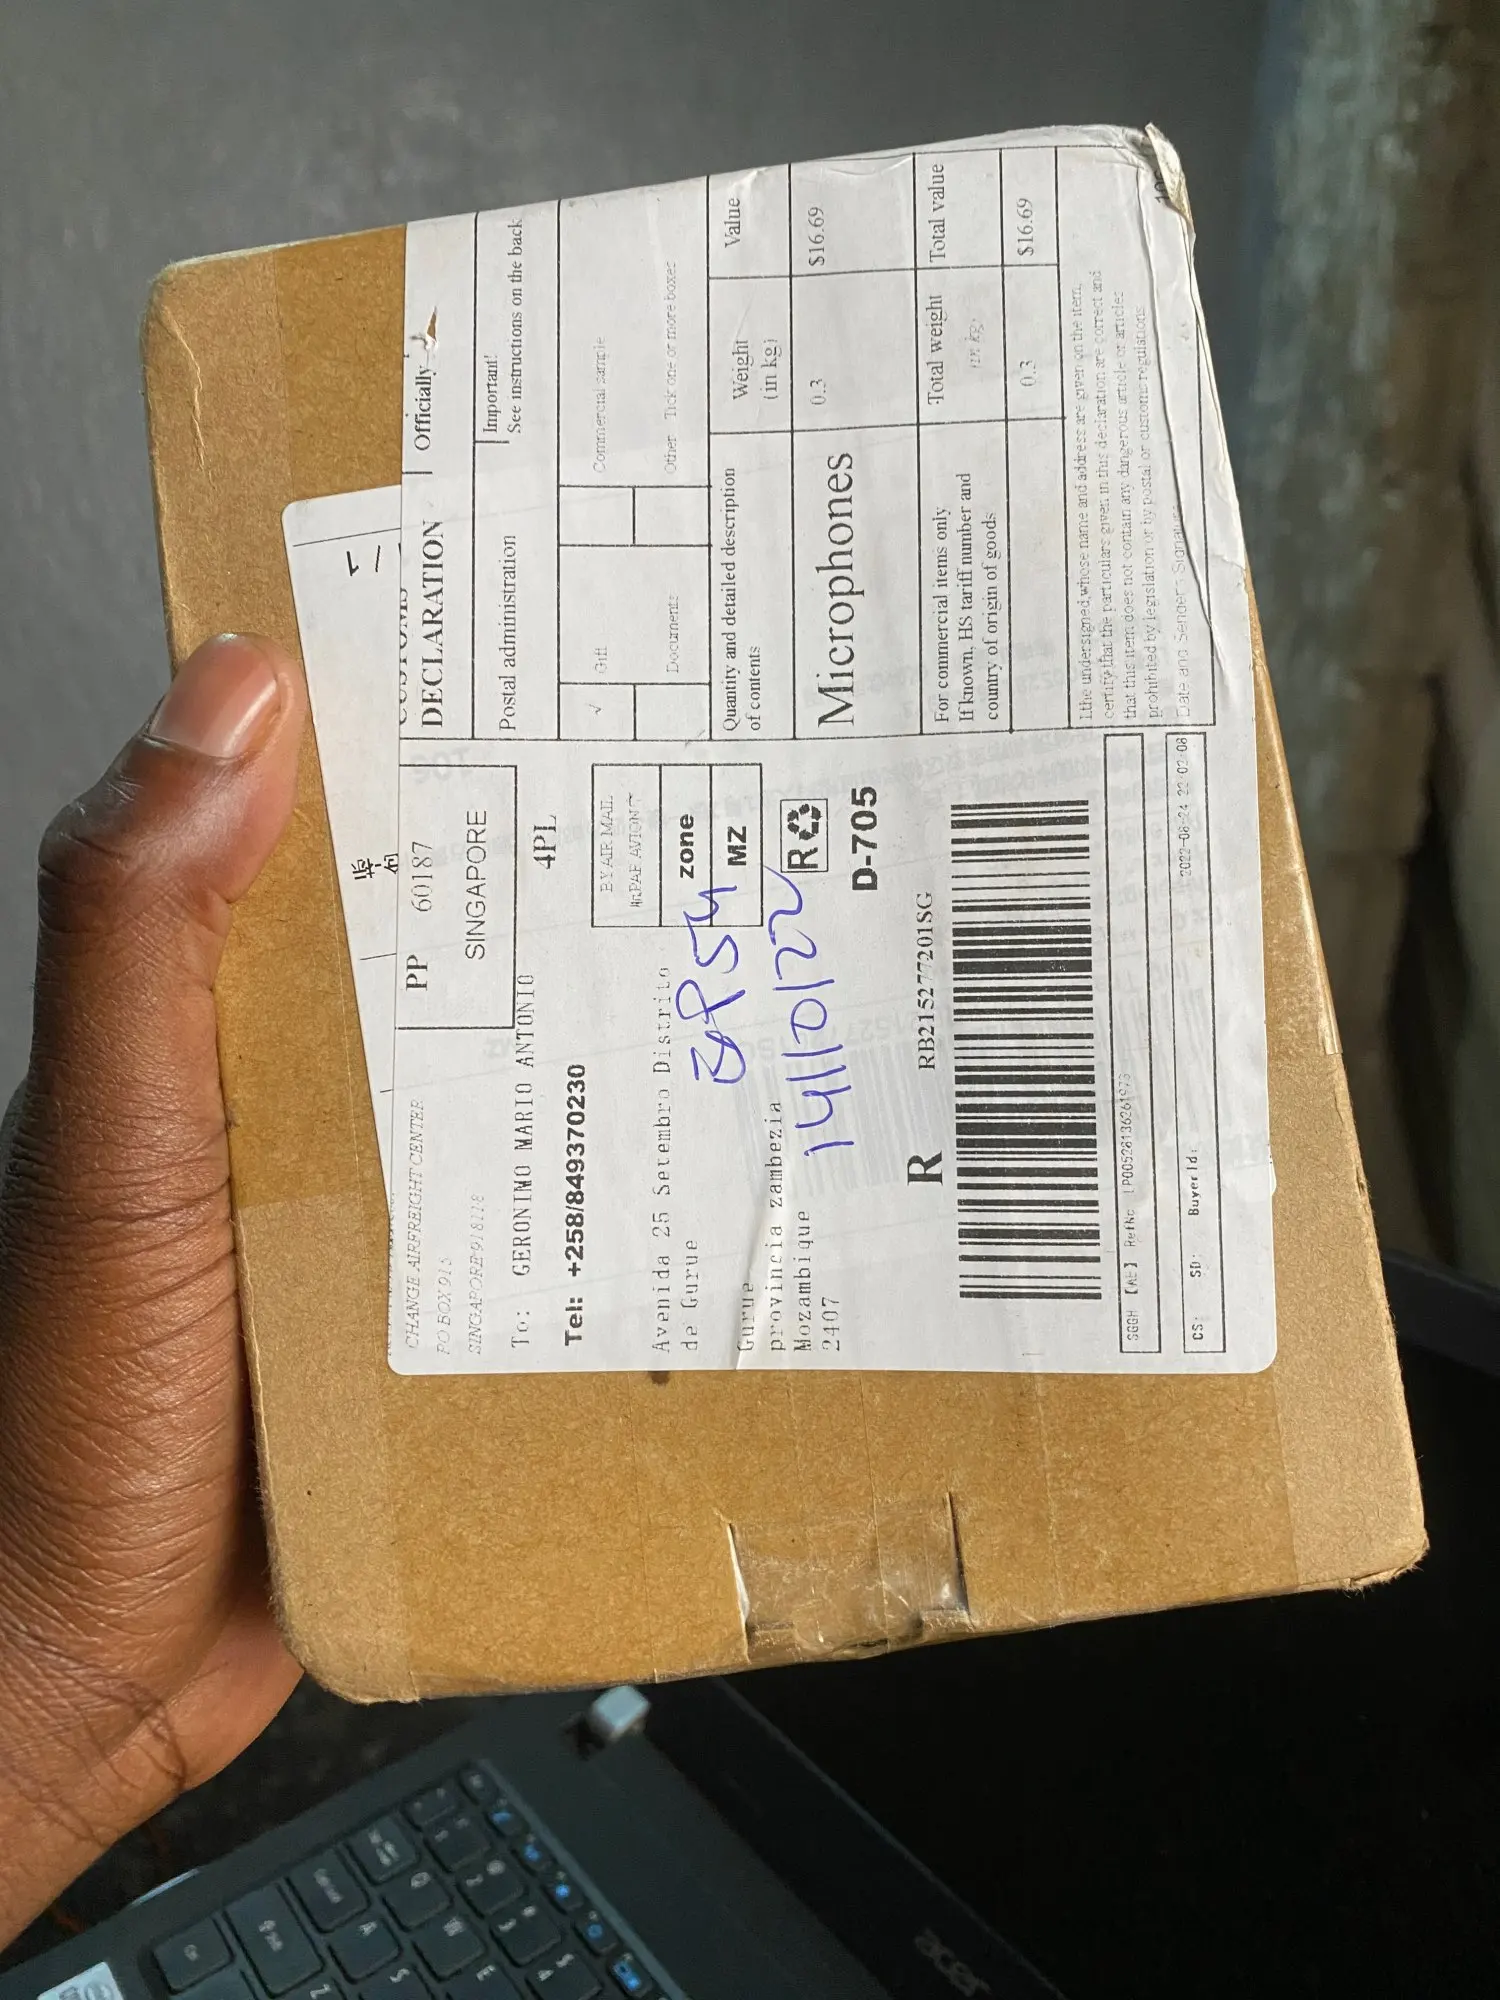 CHANGE AIRFREIGHT CENTER
PO BOX 915
SINGAPORE 918118
PP 60187
SINGAPORE
4PL
To: GERONIMO MARIO ANTONIO
Tel: +258/849370230
Avenida 25 Setembro Distrito
de Gurue
Gurue
provincia zambezia
Mozambique
2407
BY AIR MAIL
PAR AVION
zone
MZ
R
D-705
54
14/10/22
R
RB215277201SG
SGGH [AE] RefNo LP00528136261973
CS: SD: Buyer Id:
2022-08-24 22:02:08
CUSTOMS
DECLARATION
Officially
Postal administration
Important!
See instructions on the back
√ Gift
Commercial sample
Documents
Other Tick one or more boxes
Quantity and detailed description
of contents
Weight
(in kg)
Value
Microphones
0.3
$16.69
For commercial items only
If known, HS tariff number and
country of origin of goods
Total weight
(in kg)
Total value
0.3
$16.69
I.the undersigned,whose name and address are given on the item,
certify that the particulars given in this declaration are correct and
that this item does not contain any dangerous article or articles
prohibited by legislation or by postal or customs regulations
Date and Sender's Signature
106
acer